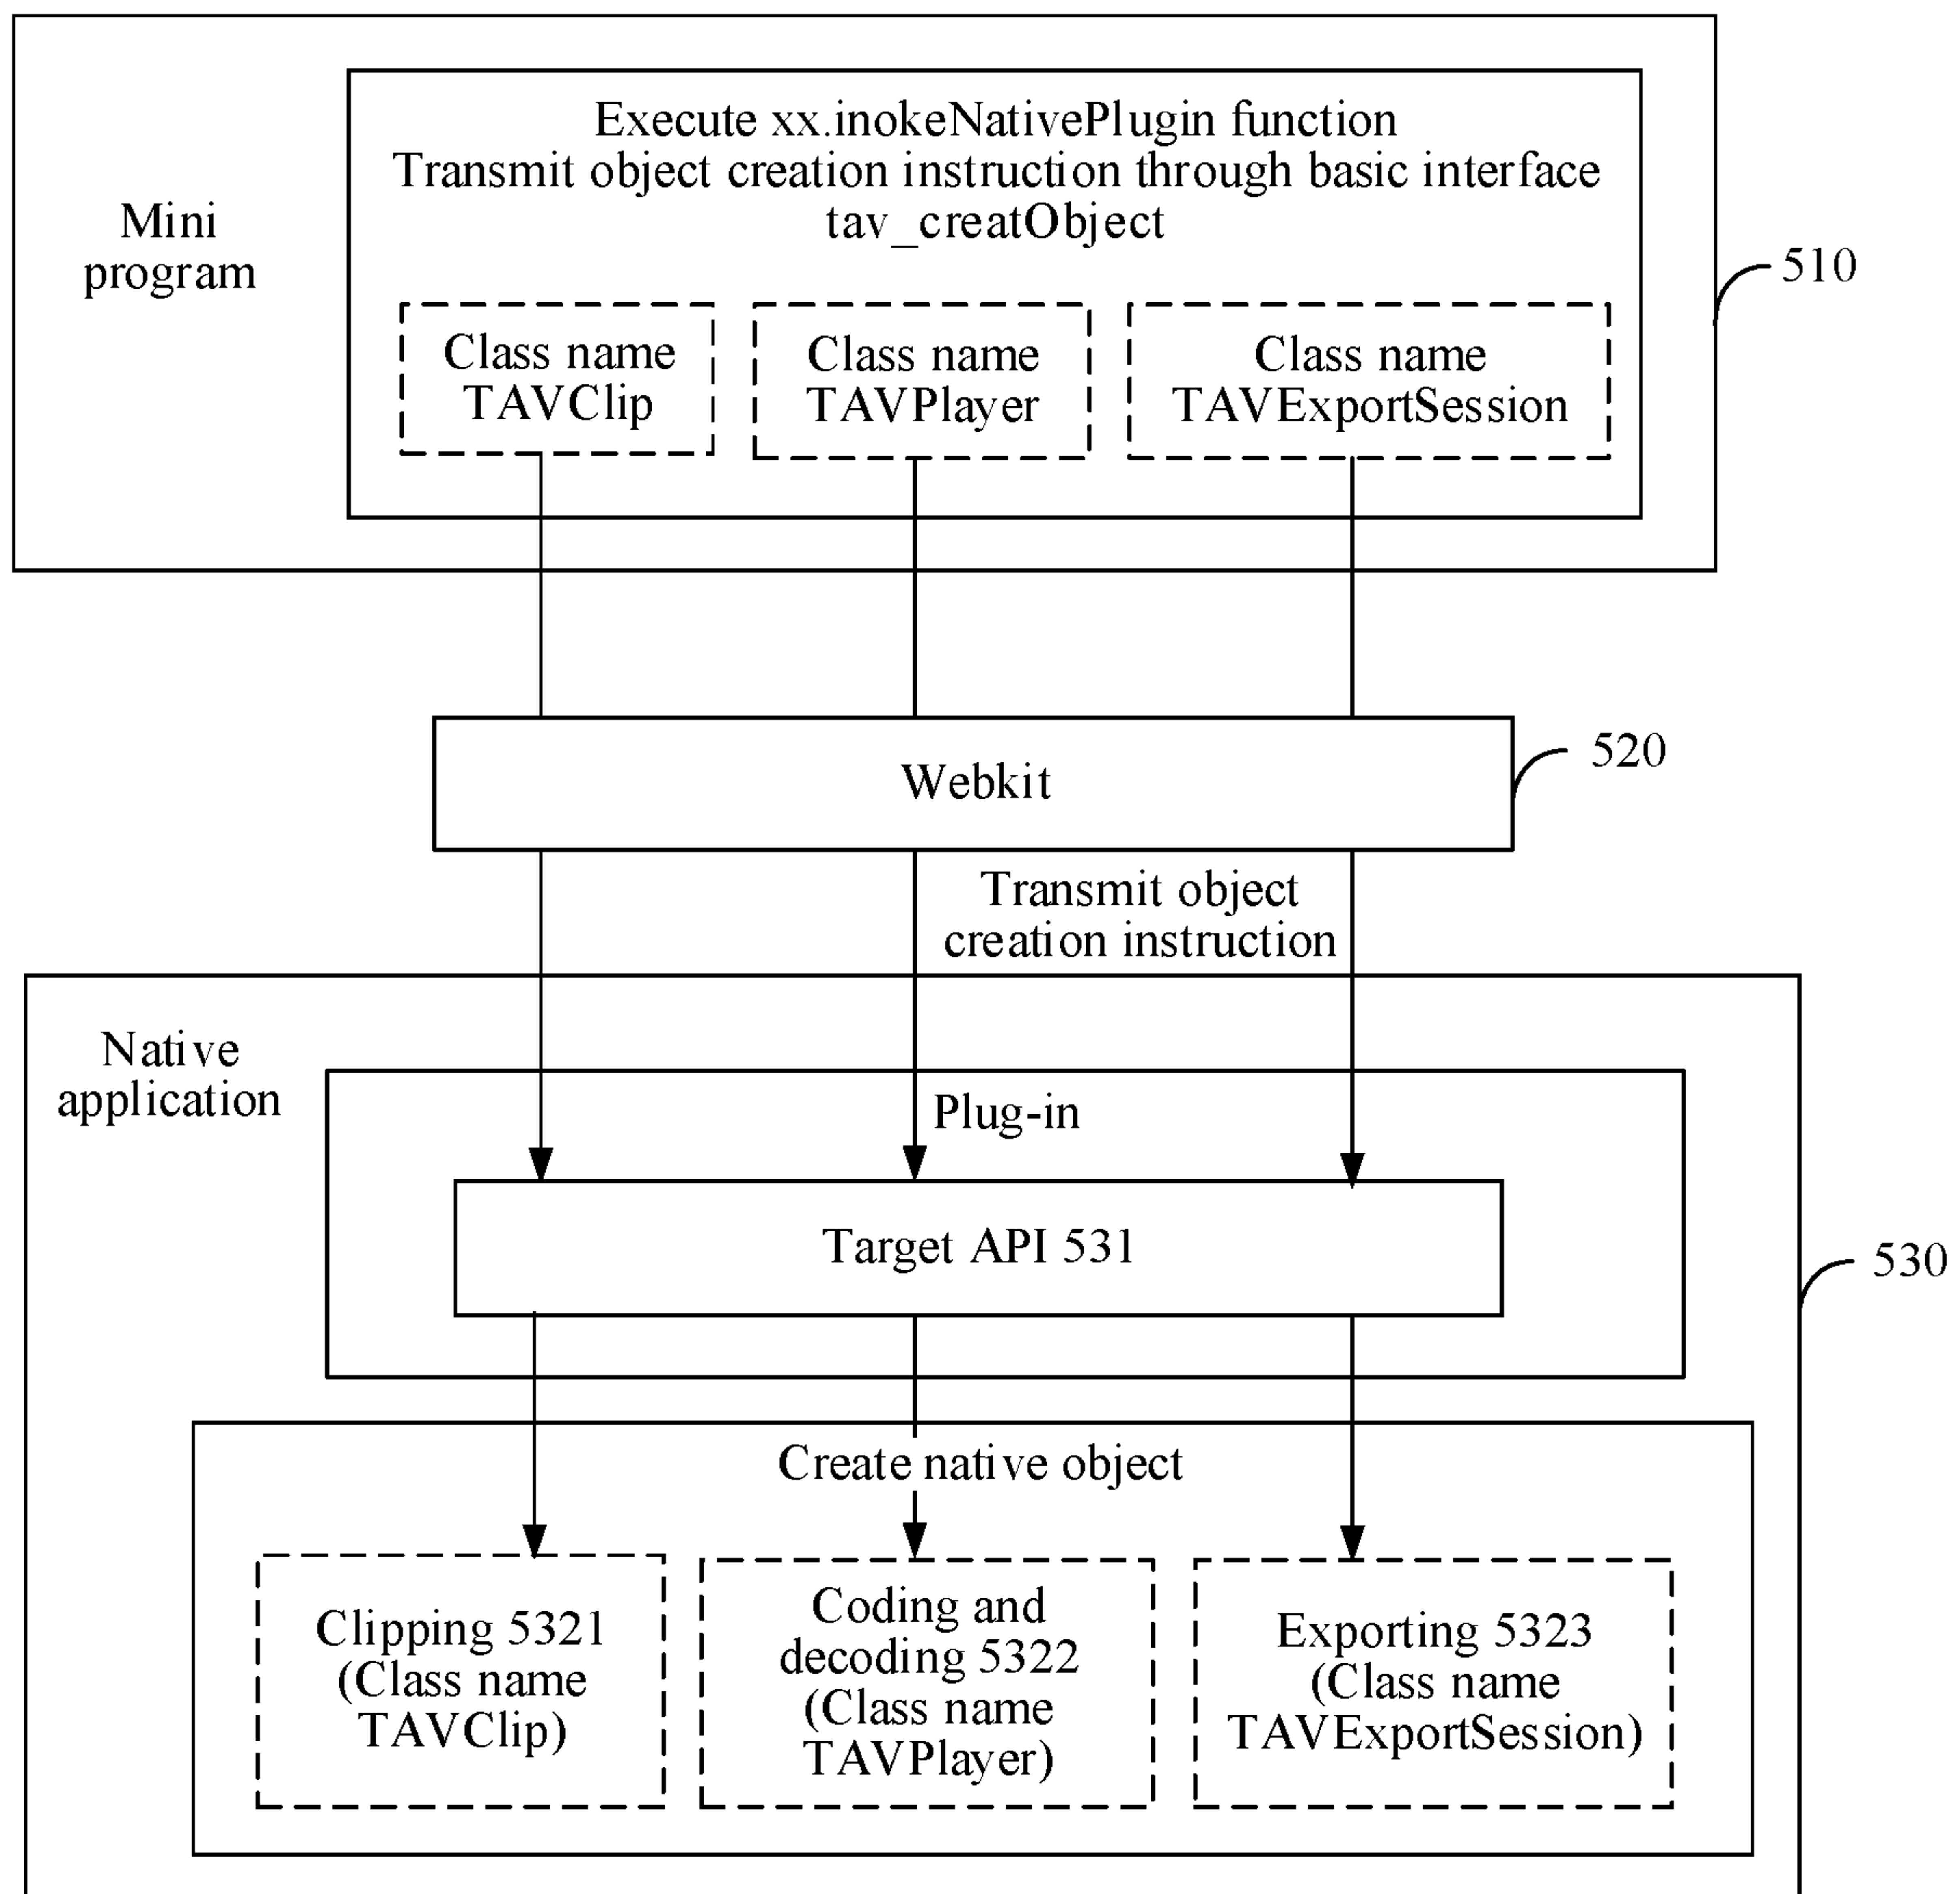 Execute xx.inokeNativePlugin function
Transmit object creation instruction through basic interface
tav_creatObject
Mini
program
510
Class name
TAVClip
Class name
TAVPlayer
Class name
TAVExportSession
520
Webkit
Transmit object
creation instruction
Native
application
Plug-in
Target API 531
530
Create native object
Clipping 5321
(Class name
TAVClip)
Coding and
decoding 5322
(Class name
TAVPlayer)
Exporting 5323
(Class name
TAVExportSession)